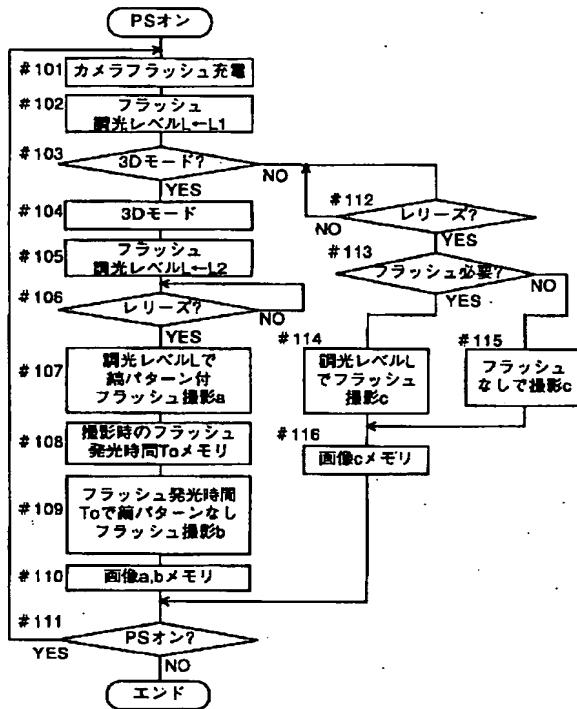 PSオン
#101
カメラフラッシュ充電
#102
フラッシュ
調光レベルL←L1
#103
3Dモード?
NO
YES
#104
3Dモード
#105
フラッシュ
調光レベルL←L2
#106
レリーズ?
NO
YES
#107
調光レベルLで
縞パターン付
フラッシュ撮影a
#108
撮影時のフラッシュ
発光時間Toメモリ
#109
フラッシュ発光時間
Toで縞パターンなし
フラッシュ撮影b
#110
画像a,bメモリ
#111
PSオン?
YES
NO
エンド
#112
レリーズ?
NO
YES
#113
フラッシュ必要?
NO
YES
#114
調光レベルL
でフラッシュ
撮影c
#115
フラッシュ
なしで撮影c
#116
画像cメモリ